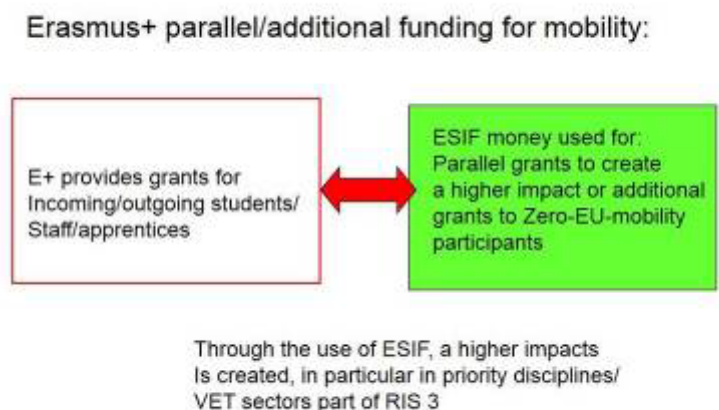 Erasmus+ parallel/additional funding for mobility:
E+ provides grants for
Incoming/outgoing students/
Staff/apprentices
ESIF money used for:
Parallel grants to create
a higher impact or additional
grants to Zero-EU-mobility
participants
Through the use of ESIF, a higher impacts
Is created, in particular in priority disciplines/
VET sectors part of RIS 3